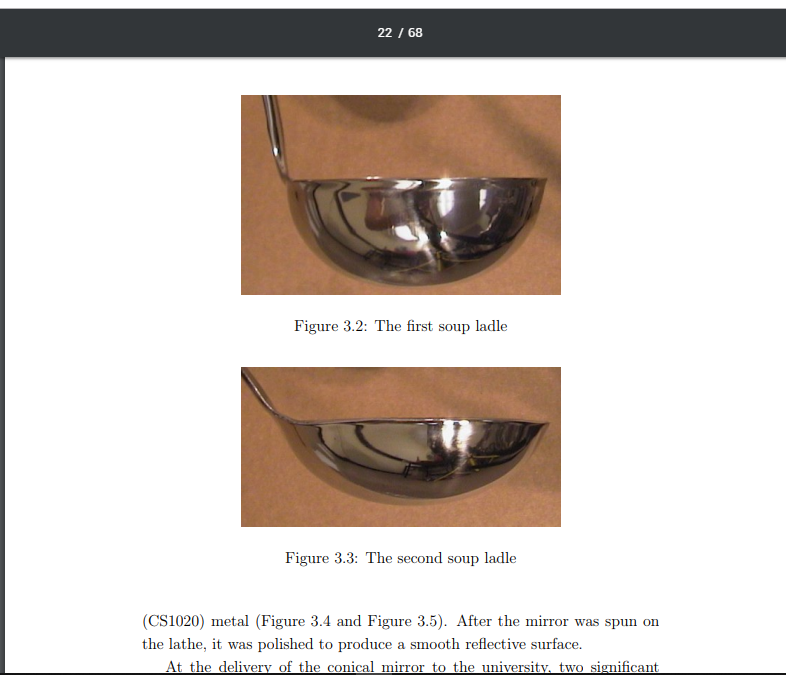 22 / 68
Figure 3.2: The first soup ladle
Figure 3.3: The second soup ladle
(CS1020) metal (Figure 3.4 and Figure 3.5). After the mirror was spun on
the lathe, it was polished to produce a smooth reflective surface.
At the delivery of the conical mirror to the university, two significant